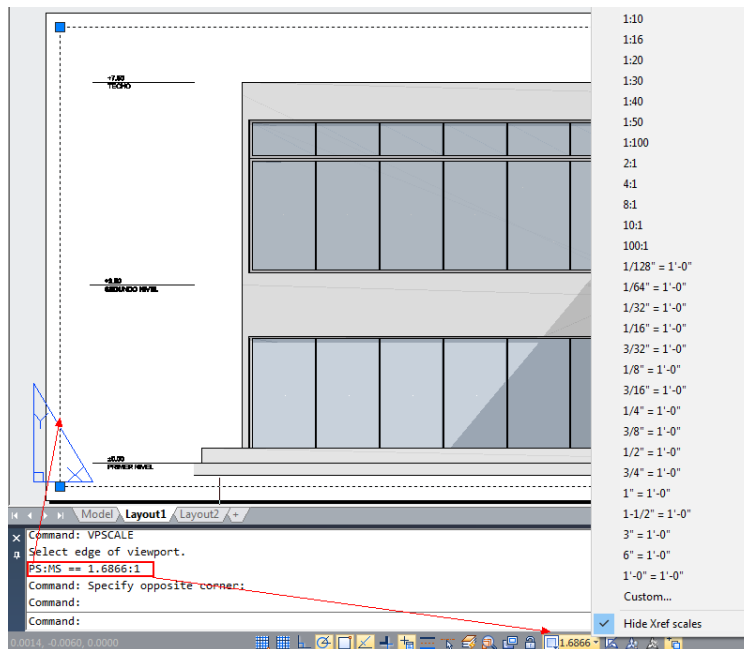 1:10
1:16
1:20
1:30
1:40
1:50
1:100
2:1
4:1
8:1
10:1
100:1
1/128" = 1'-0"
1/64" = 1'-0"
1/32" = 1'-0"
1/16" = 1'-0"
3/32" = 1'-0"
1/8" = 1'-0"
3/16" = 1'-0"
1/4" = 1'-0"
3/8" = 1'-0"
1/2" = 1'-0"
3/4" = 1'-0"
1" = 1'-0"
1-1/2" = 1'-0"
3" = 1'-0"
6" = 1'-0"
1'-0" = 1'-0"
Custom...
Hide Xref scales
TECHO
SEGUNDO NIVEL
±0.00
PRIMER NIVEL
Y
X
Model Layout1 Layout2 +
Command: VPSCALE
Select edge of viewport.
PS:MS == 1.6866:1
Command: Specify opposite corner:
Command:
Command:
0.0014, -0.0060, 0.0000
1.6866